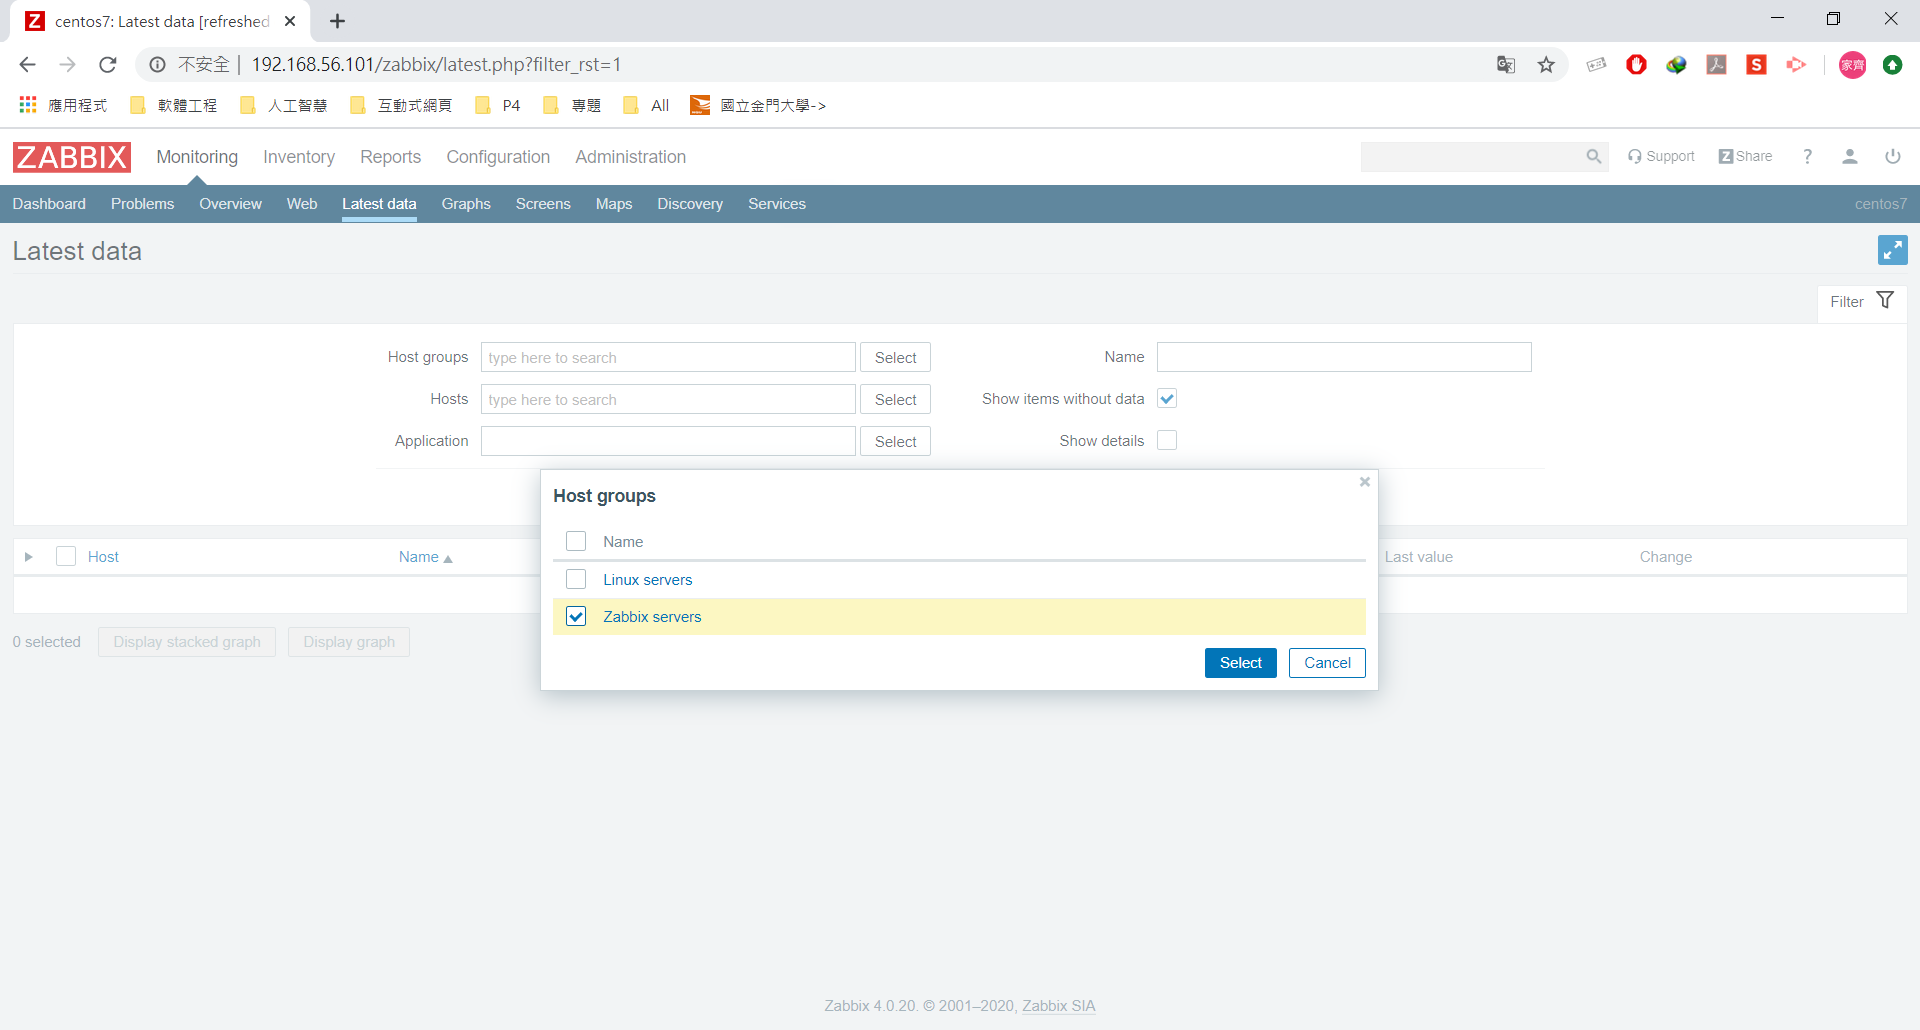 Z centos7: Latest data [refreshed
不安全 | 192.168.56.101/zabbix/latest.php?filter_rst=1
S 家齊
應用程式 軟體工程 人工智慧 互動式網頁 P4 專題 All 國立金門大學->
ZABBIX Monitoring Inventory Reports Configuration Administration Support Z Share ?
Dashboard Problems Overview Web Latest data Graphs Screens Maps Discovery Services centos7
Latest data
Filter
Host groups type here to search Select Name
Hosts type here to search Select Show items without data
Application Select Show details
Host groups
Name
Linux servers
Zabbix servers
Select Cancel
Host Name Last value Change
0 selected Display stacked graph Display graph
Zabbix 4.0.20. © 2001–2020, Zabbix SIA